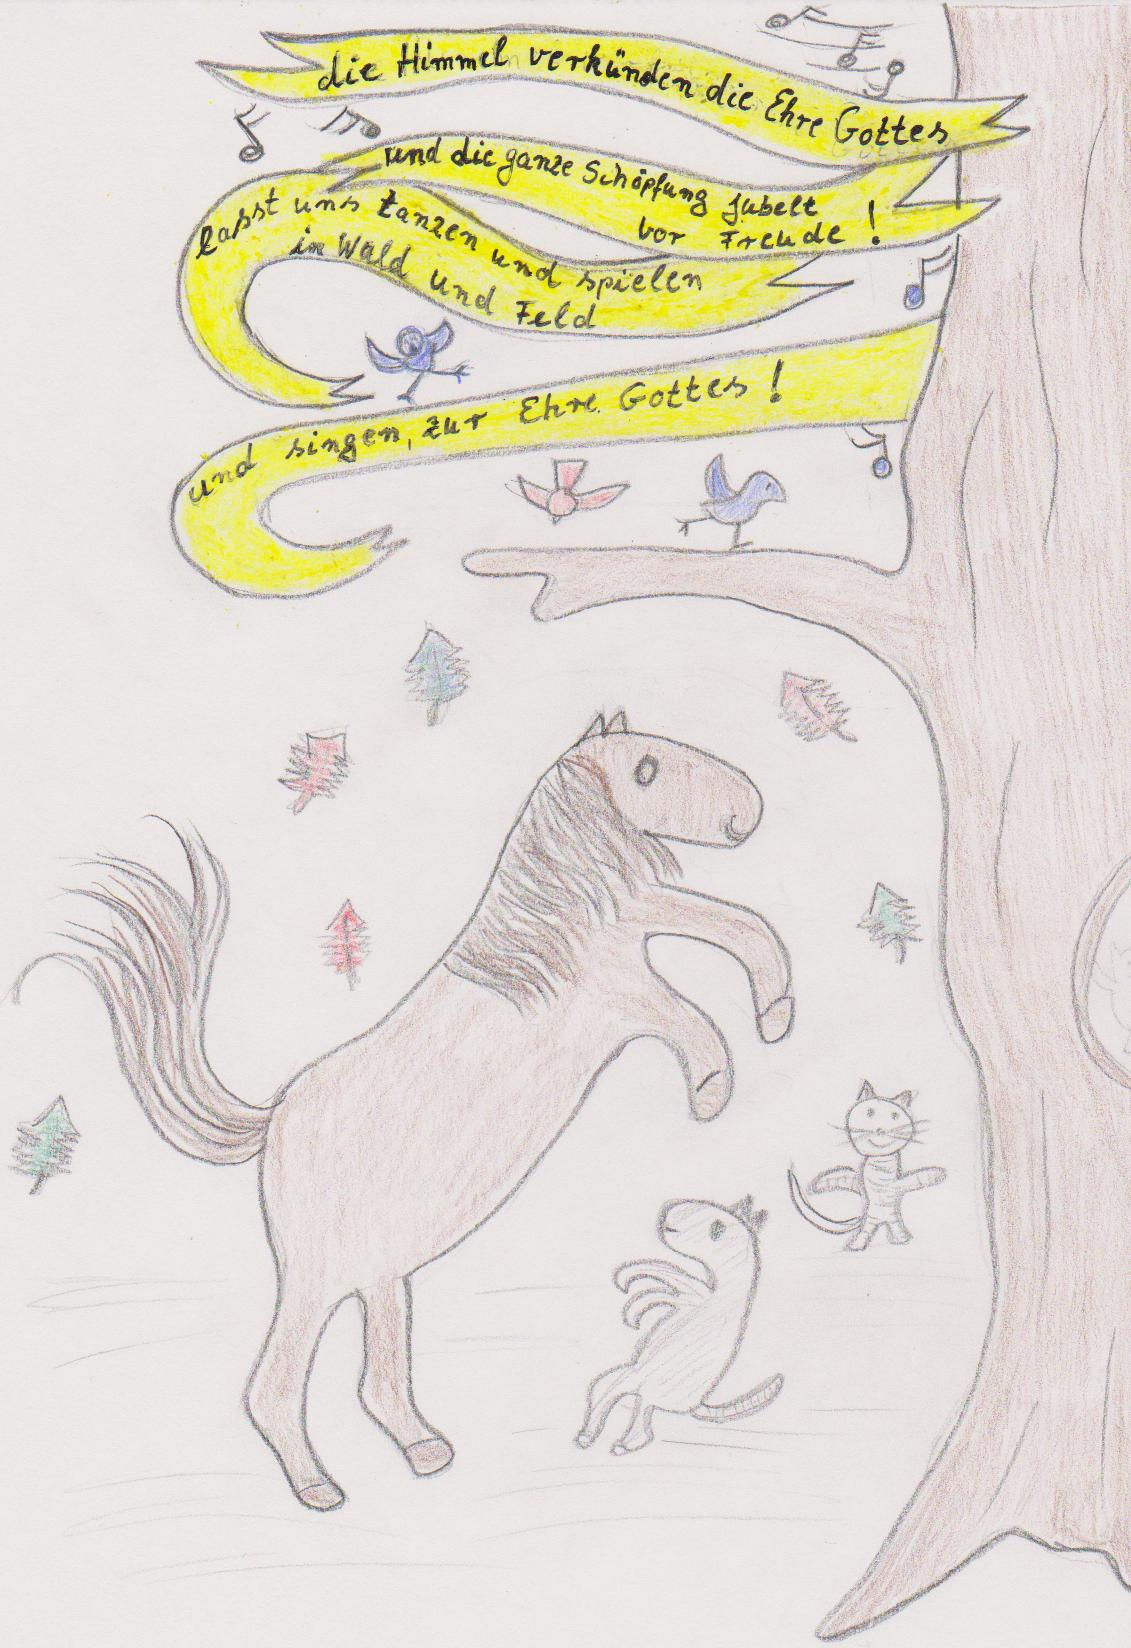 die Himmel verkünden die Ehre Gottes
und die ganze Schöpfung jubelt
vor Freude !
lasst uns tanzen und spielen
im Wald und Feld
und singen, zur Ehre Gottes !